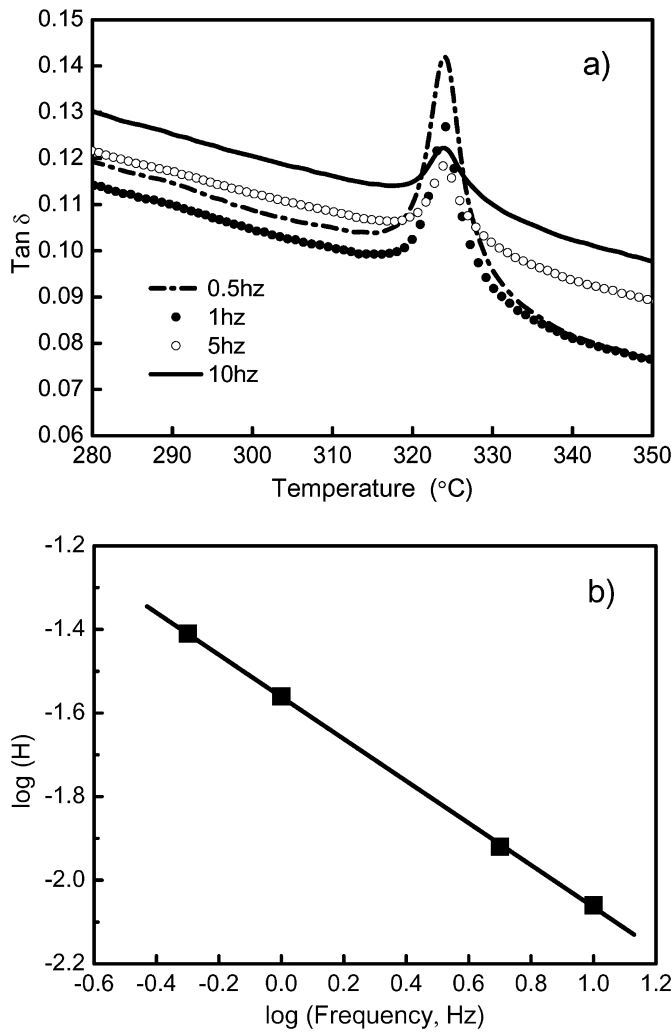 0.15
0.14
0.13
0.12
0.11
0.10
0.09
0.08
0.07
0.06
Tan δ
a)
0.5hz
1hz
5hz
10hz
280 290 300 310 320 330 340 350
Temperature (°C)
-1.2
-1.4
-1.6
-1.8
-2.0
-2.2
log (H)
b)
-0.6 -0.4 -0.2 0.0 0.2 0.4 0.6 0.8 1.0 1.2
log (Frequency, Hz)